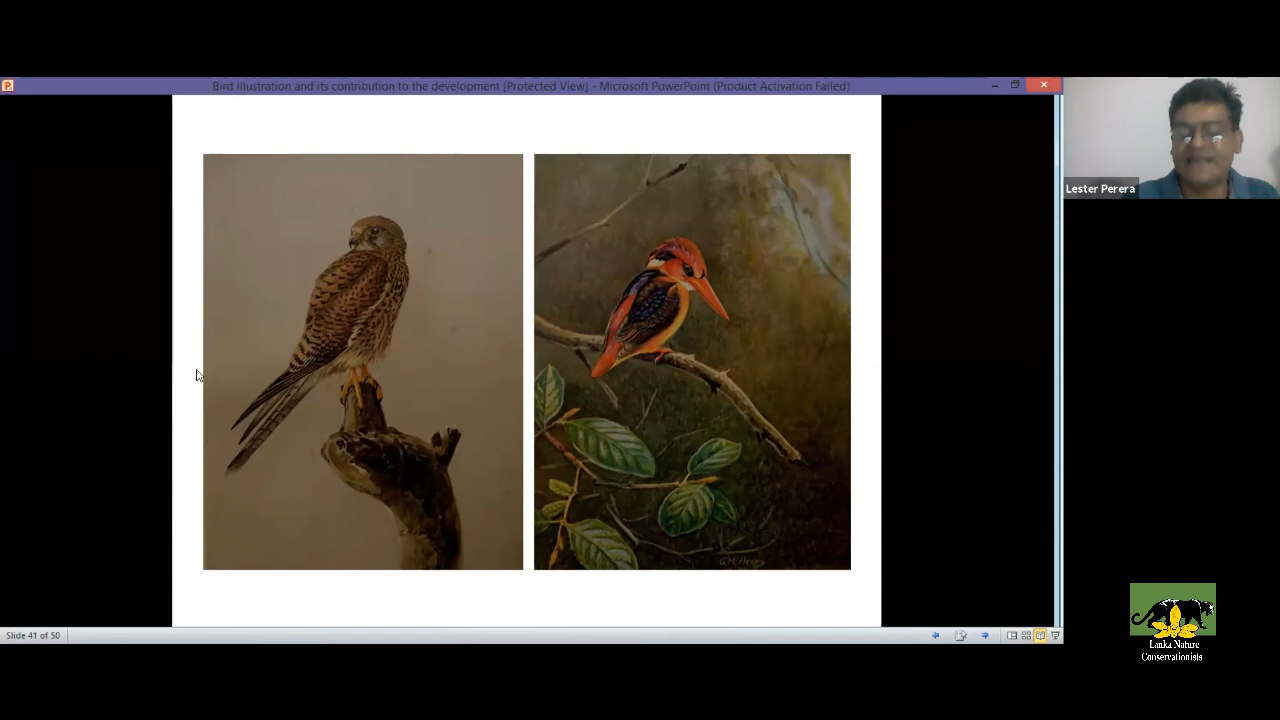 Bird Illustration and its contribution to the development [Protected View] - Microsoft PowerPoint (Product Activation Failed)
Lester Perera
G.M. Henry
Slide 41 of 50
Lanka Nature
Conservationists